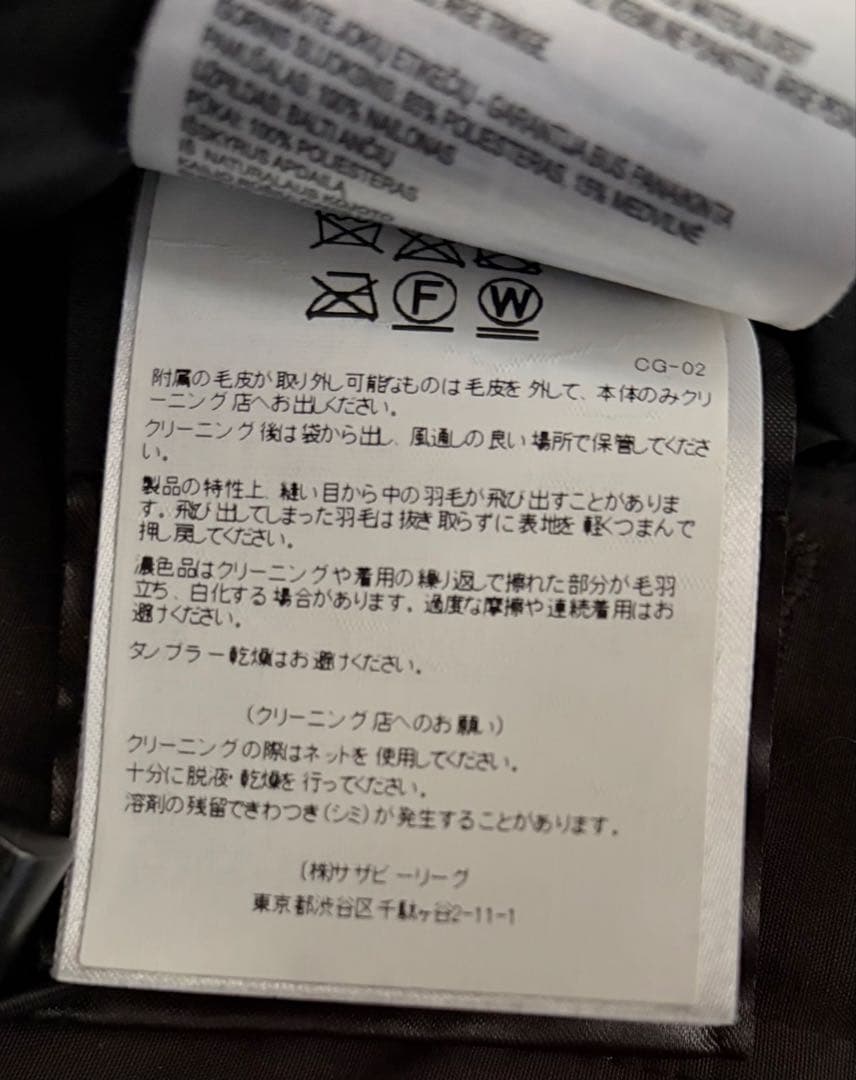 GARANCIJA BUS PANAIKINTA
85% POLIESTERAS, 15% MEDVILNĖ
PAMUŠALAS: 100% NAILONAS
UŽPILDAS: BALTI ANČIŲ
POKAI: 100% POLIESTERAS
IŠSKYRUS APDAILĄ
IŠ NATURALAUS KOJOTO
F W
CG-02
附属の毛皮が取り外し可能なものは毛皮を外して、本体のみクリ
ーニング店へお出しください。
クリーニング後は袋から出し、風通しの良い場所で保管してくださ
い。
製品の特性上、縫い目から中の羽毛が飛び出すことがありま
す。飛び出してしまった羽毛は抜き取らずに表地を軽くつまんで
押し戻してください。
濃色品はクリーニングや着用の繰り返しで擦れた部分が毛羽
立ち、白化する場合があります。過度な摩擦や連続着用はお
避けください。
タンブラー乾燥はお避けください。
(クリーニング店へのお願い)
クリーニングの際はネットを使用してください。
十分に脱液・乾燥を行ってください。
溶剤の残留できわつき(シミ)が発生することがあります。
(株)サザビーリーグ
東京都渋谷区千駄ヶ谷2-11-1